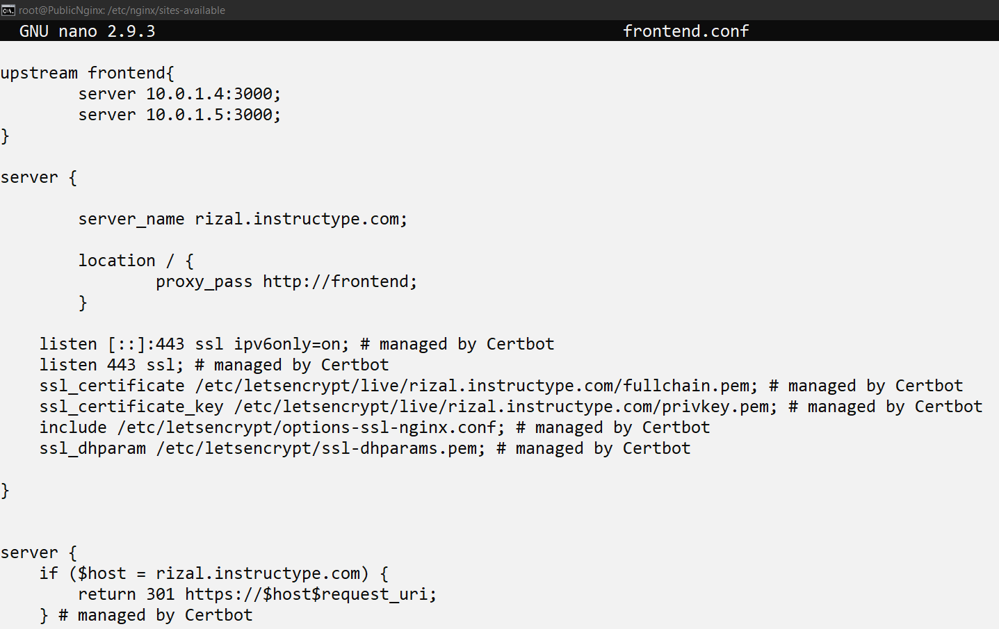 root@PublicNginx: /etc/nginx/sites-available
GNU nano 2.9.3 frontend.conf
upstream frontend{
server 10.0.1.4:3000;
server 10.0.1.5:3000;
}
server {
server_name rizal.instructype.com;
location / {
proxy_pass http://frontend;
}
listen [::]:443 ssl ipv6only=on; # managed by Certbot
listen 443 ssl; # managed by Certbot
ssl_certificate /etc/letsencrypt/live/rizal.instructype.com/fullchain.pem; # managed by Certbot
ssl_certificate_key /etc/letsencrypt/live/rizal.instructype.com/privkey.pem; # managed by Certbot
include /etc/letsencrypt/options-ssl-nginx.conf; # managed by Certbot
ssl_dhparam /etc/letsencrypt/ssl-dhparams.pem; # managed by Certbot
}
server {
if ($host = rizal.instructype.com) {
return 301 https://$host$request_uri;
} # managed by Certbot